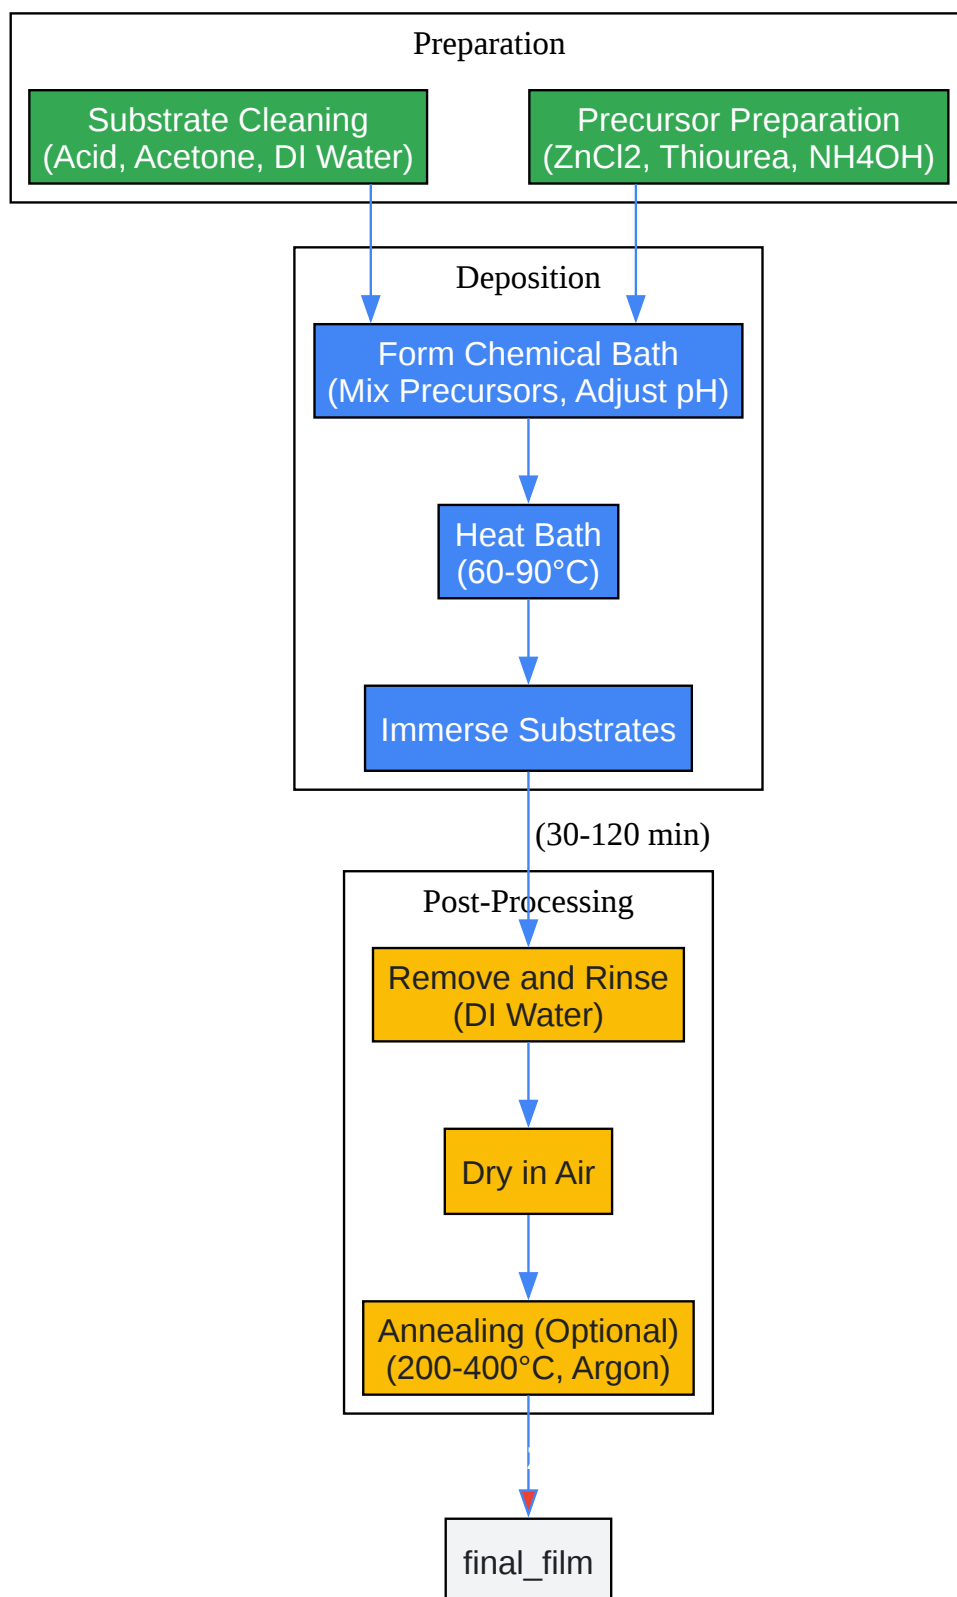 Preparation
Substrate Cleaning
(Acid, Acetone, DI Water)
Precursor Preparation
(ZnCl2, Thiourea, NH4OH)
Deposition
Form Chemical Bath
(Mix Precursors, Adjust pH)
Heat Bath
(60-90°C)
Immerse Substrates
(30-120 min)
Post-Processing
Remove and Rinse
(DI Water)
Dry in Air
Annealing (Optional)
(200-400°C, Argon)
final_film